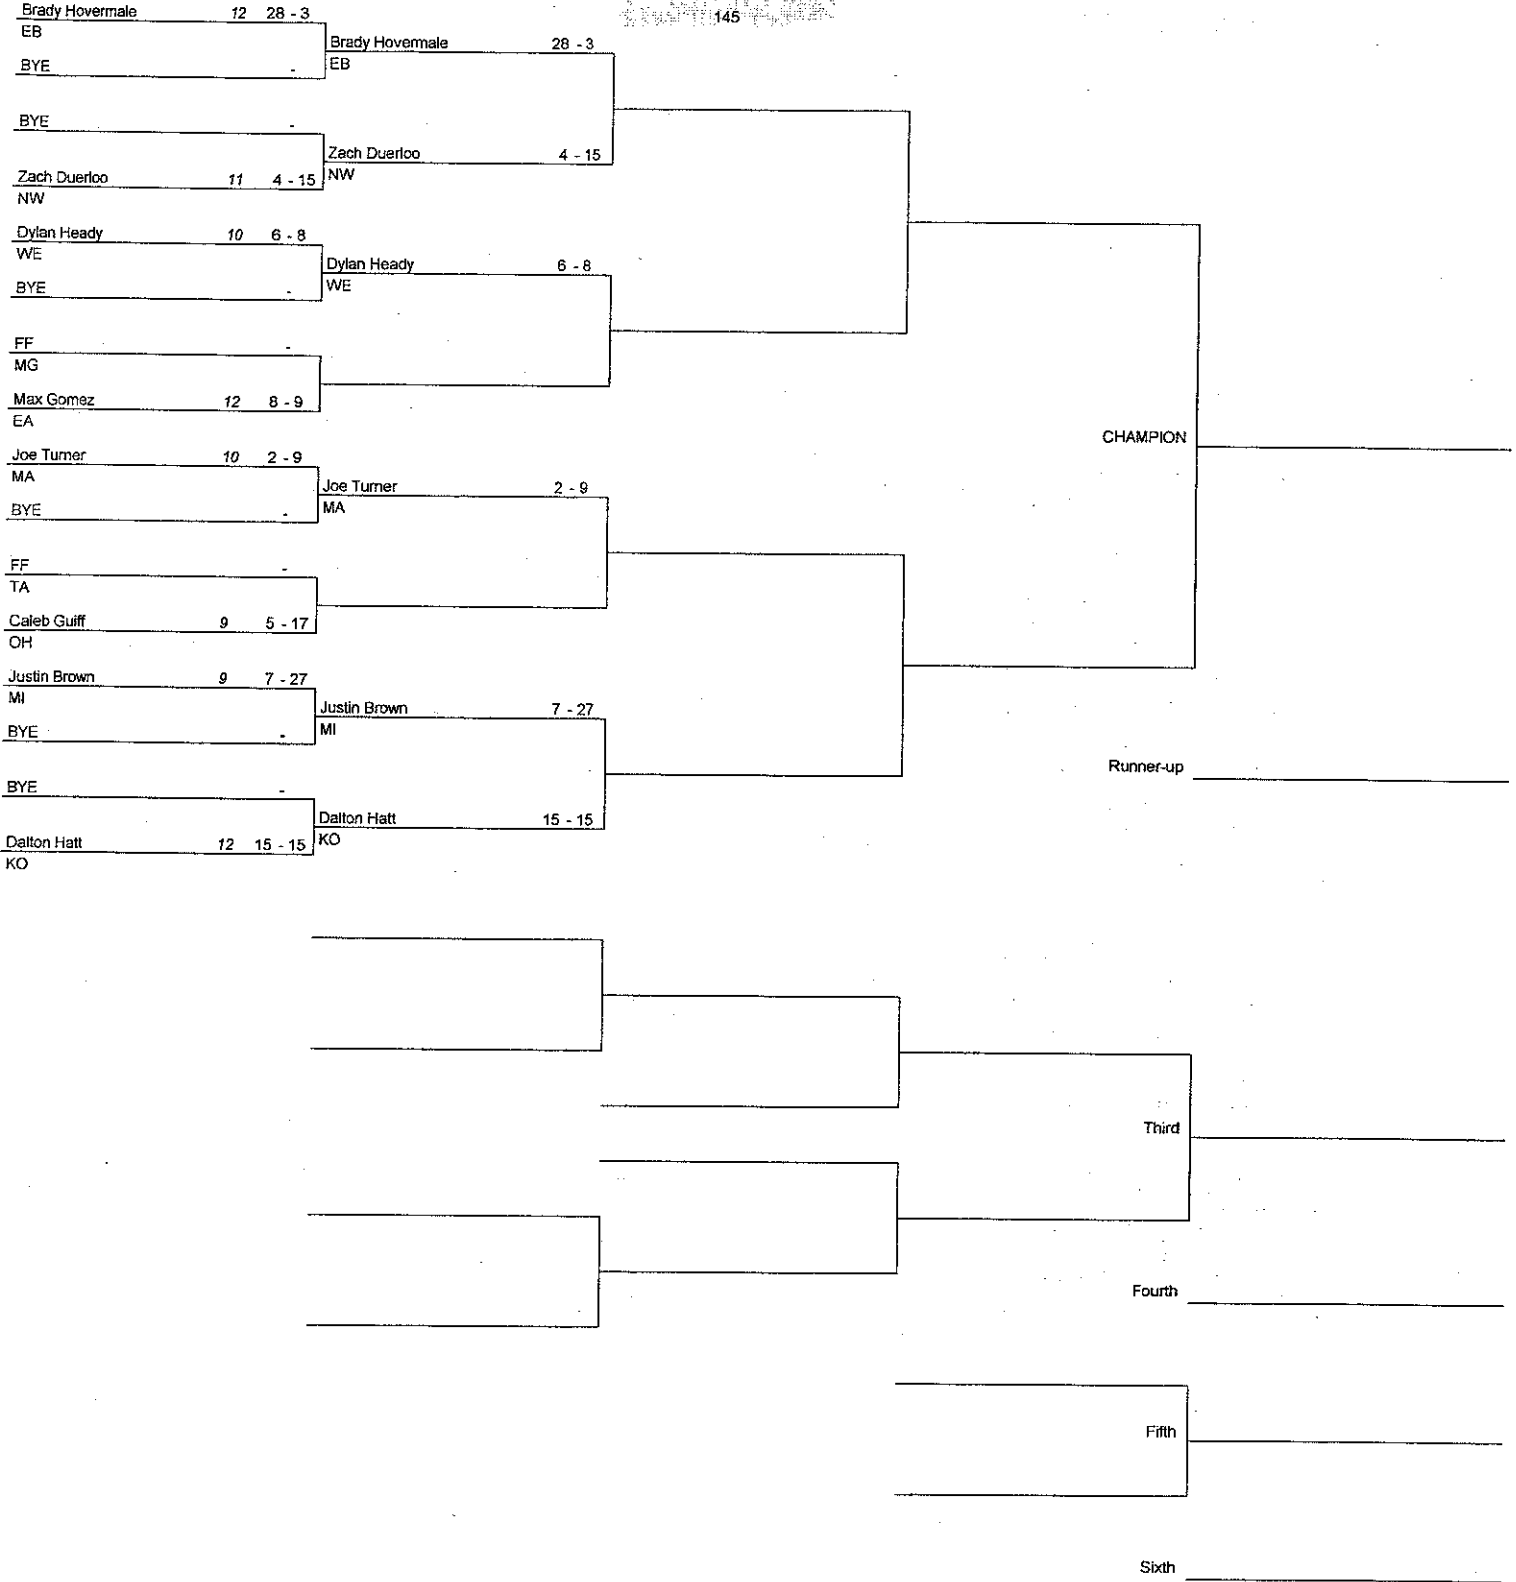 145
Brady Hovermale 12 28 - 3
EB
BYE -
Brady Hovermale 28 - 3
EB
BYE -
Zach Duerloo 11 4 - 15
NW
Zach Duerloo 4 - 15
NW
Dylan Heady 10 6 - 8
WE
BYE -
Dylan Heady 6 - 8
WE
FF -
MG
Max Gomez 12 8 - 9
EA
Joe Turner 10 2 - 9
MA
BYE -
Joe Turner 2 - 9
MA
FF -
TA
Caleb Guiff 9 5 - 17
OH
Justin Brown 9 7 - 27
MI
BYE -
Justin Brown 7 - 27
MI
BYE -
Dalton Hatt 12 15 - 15
KO
Dalton Hatt 15 - 15
KO
CHAMPION
Runner-up
Third
Fourth
Fifth
Sixth